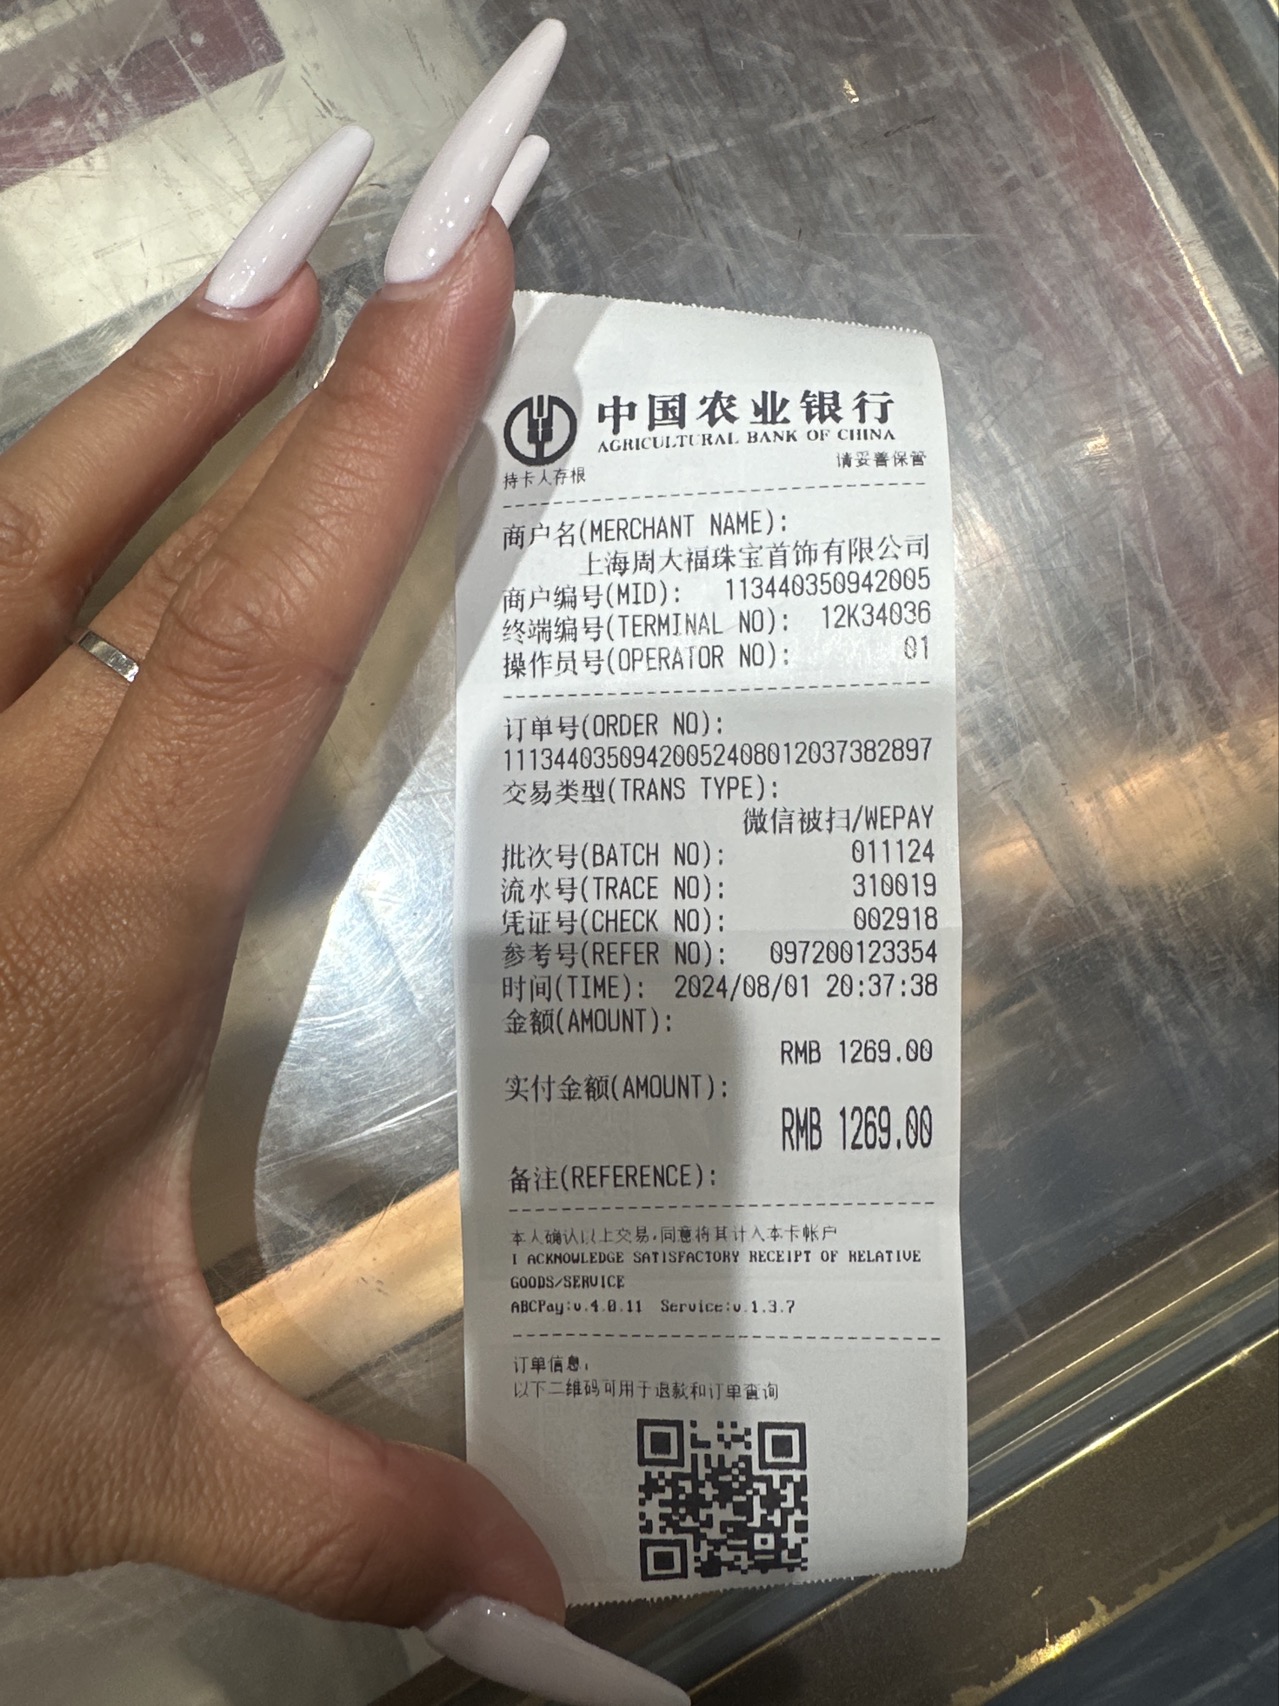 中国农业银行
AGRICULTURAL BANK OF CHINA
持卡人存根 请妥善保管
商户名(MERCHANT NAME):
上海周大福珠宝首饰有限公司
商户编号(MID): 113440350942005
终端编号(TERMINAL NO): 12K34036
操作员号(OPERATOR NO): 01
订单号(ORDER NO):
11134403509420052408012037382897
交易类型(TRANS TYPE):
微信被扫/WEPAY
批次号(BATCH NO): 011124
流水号(TRACE NO): 310019
凭证号(CHECK NO): 002918
参考号(REFER NO): 097200123354
时间(TIME): 2024/08/01 20:37:38
金额(AMOUNT):
RMB 1269.00
实付金额(AMOUNT):
RMB 1269.00
备注(REFERENCE):
本人确认以上交易,同意将其计入本卡帐户
I ACKNOWLEDGE SATISFACTORY RECEIPT OF RELATIVE
GOODS/SERVICE
ABCPay:v.4.0.11 Service:v.1.3.7
订单信息:
以下二维码可用于退款和订单查询